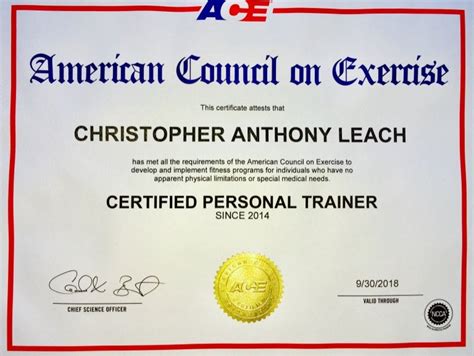 ACE
American Council on Exercise
This certificate attests that
CHRISTOPHER ANTHONY LEACH
has met all the requirements of the American Council on Exercise to
develop and implement fitness programs for individuals who have no
apparent physical limitations or special medical needs.
CERTIFIED PERSONAL TRAINER
SINCE 2014
ACE
9/30/2018
CHIEF SCIENCE OFFICER
VALID THROUGH
NCCA